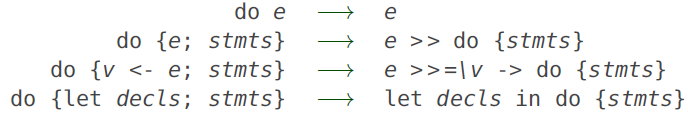 do e ⟶ e
do {e; stmts} ⟶ e >> do {stmts}
do {v <- e; stmts} ⟶ e >>=\v -> do {stmts}
do {let decls; stmts} ⟶ let decls in do {stmts}